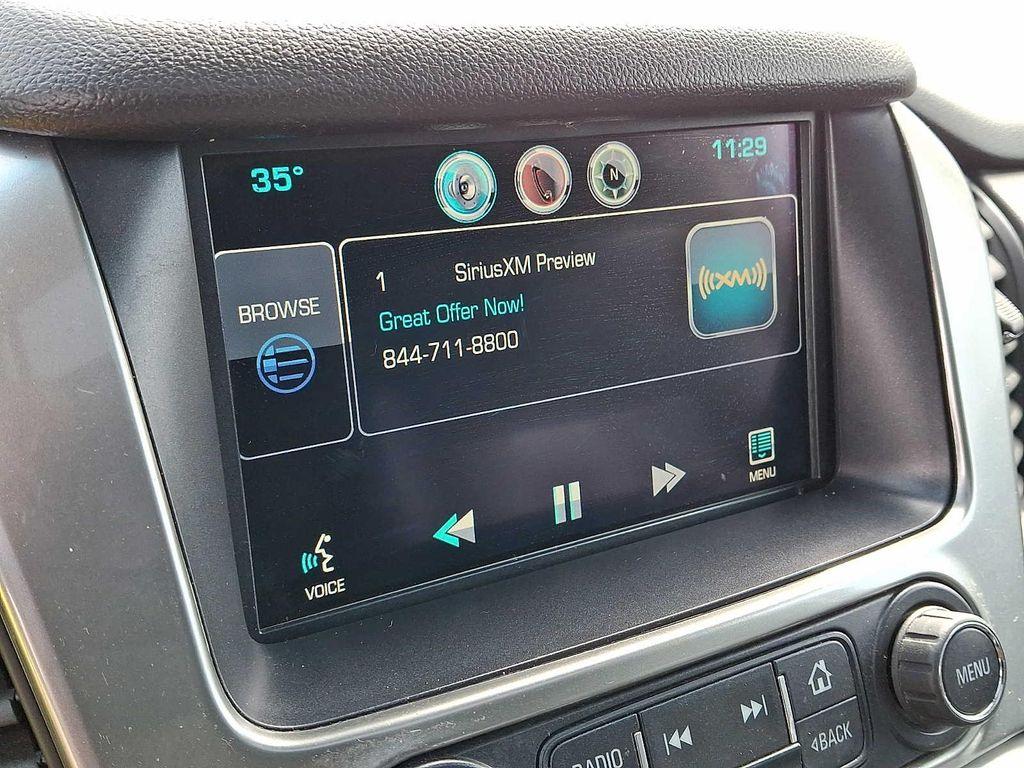 35°
N
11:29
BROWSE
1
SiriusXM Preview
Great Offer Now!
844-711-8800
((XM))
VOICE
MENU
RADIO
BACK
MENU